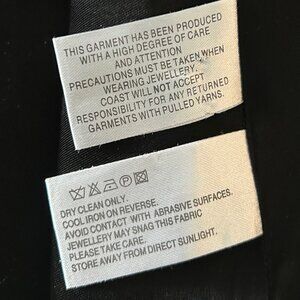 THIS GARMENT HAS BEEN PRODUCED
WITH A HIGH DEGREE OF CARE
AND ATTENTION
PRECAUTIONS MUST BE TAKEN WHEN
WEARING JEWELLERY.
COAST WILL NOT ACCEPT
RESPONSIBILITY FOR ANY RETURNED
GARMENTS WITH PULLED YARNS.
DRY CLEAN ONLY.
COOL IRON ON REVERSE.
AVOID CONTACT WITH ABRASIVE SURFACES.
JEWELLERY MAY SNAG THIS FABRIC
PLEASE TAKE CARE.
STORE AWAY FROM DIRECT SUNLIGHT.